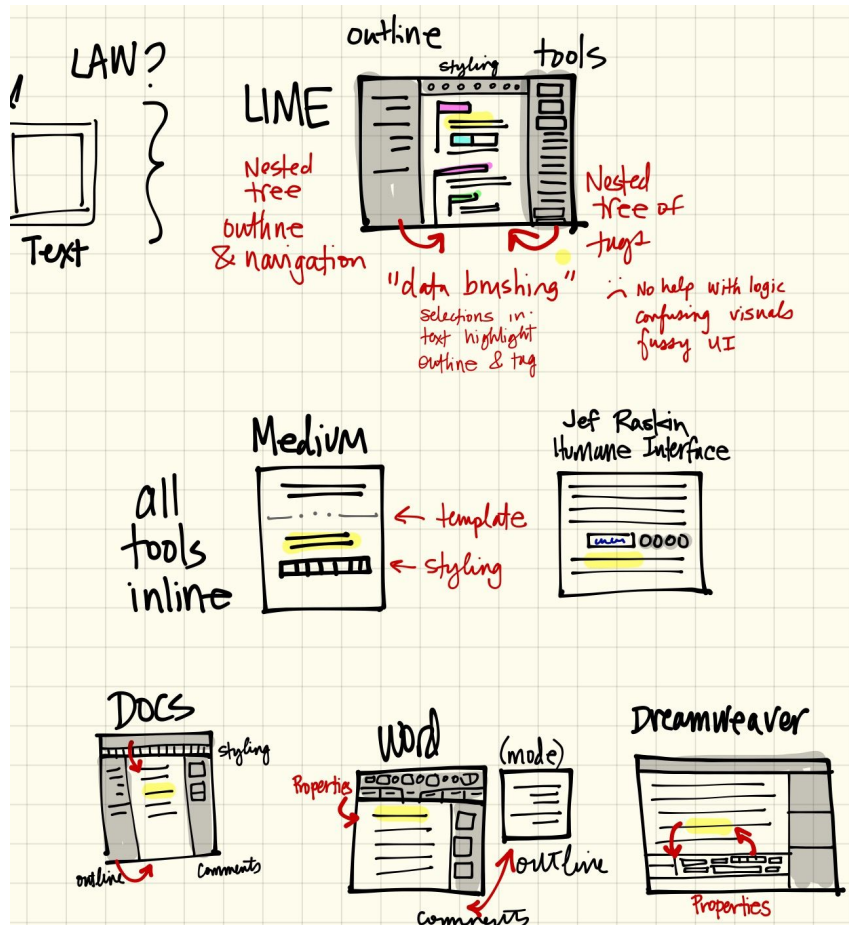 LAW?
Text
outline
styling
tools
LIME
Nested
tree
outline
& navigation
Nested
tree of
tags
"data brushing"
selections in
text highlight
outline & tag
:( No help with logic
confusing visuals
fussy UI
Medium
all
tools
inline
← template
← styling
Jef Raskin
Humane Interface
menu
Docs
styling
outline
Comments
Word
(mode)
Properties
outline
comments
Dreamweaver
Properties